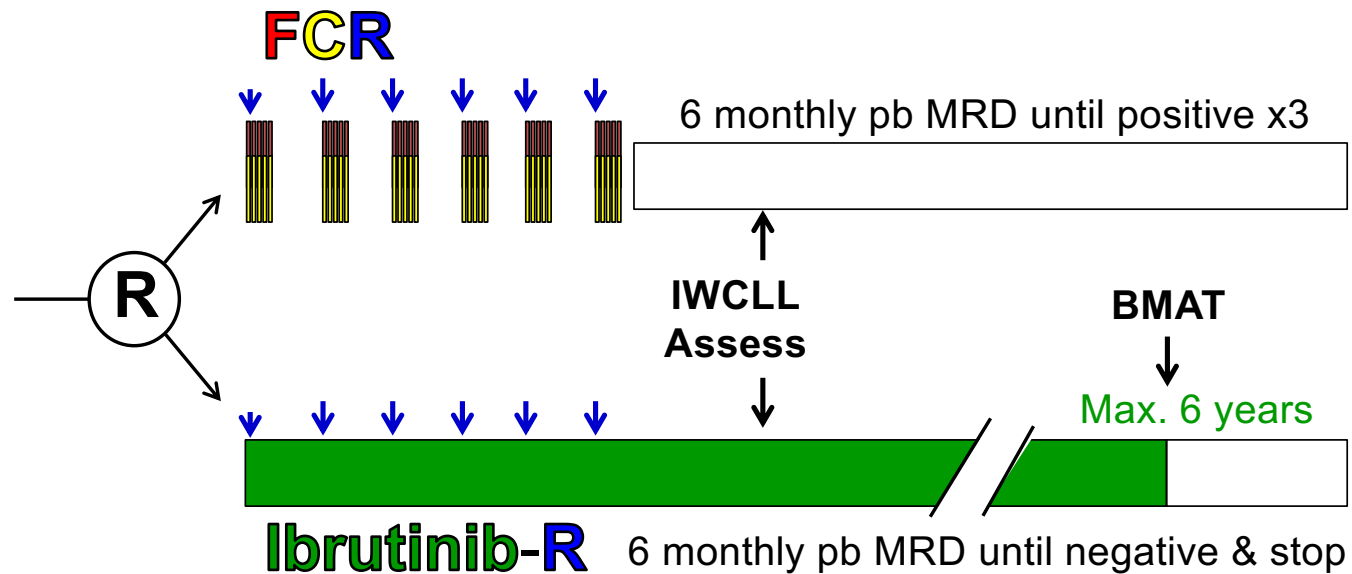 FCR
6 monthly pb MRD until positive x3
R
IWCLL
Assess
BMAT
Max. 6 years
Ibrutinib-R
6 monthly pb MRD until negative & stop